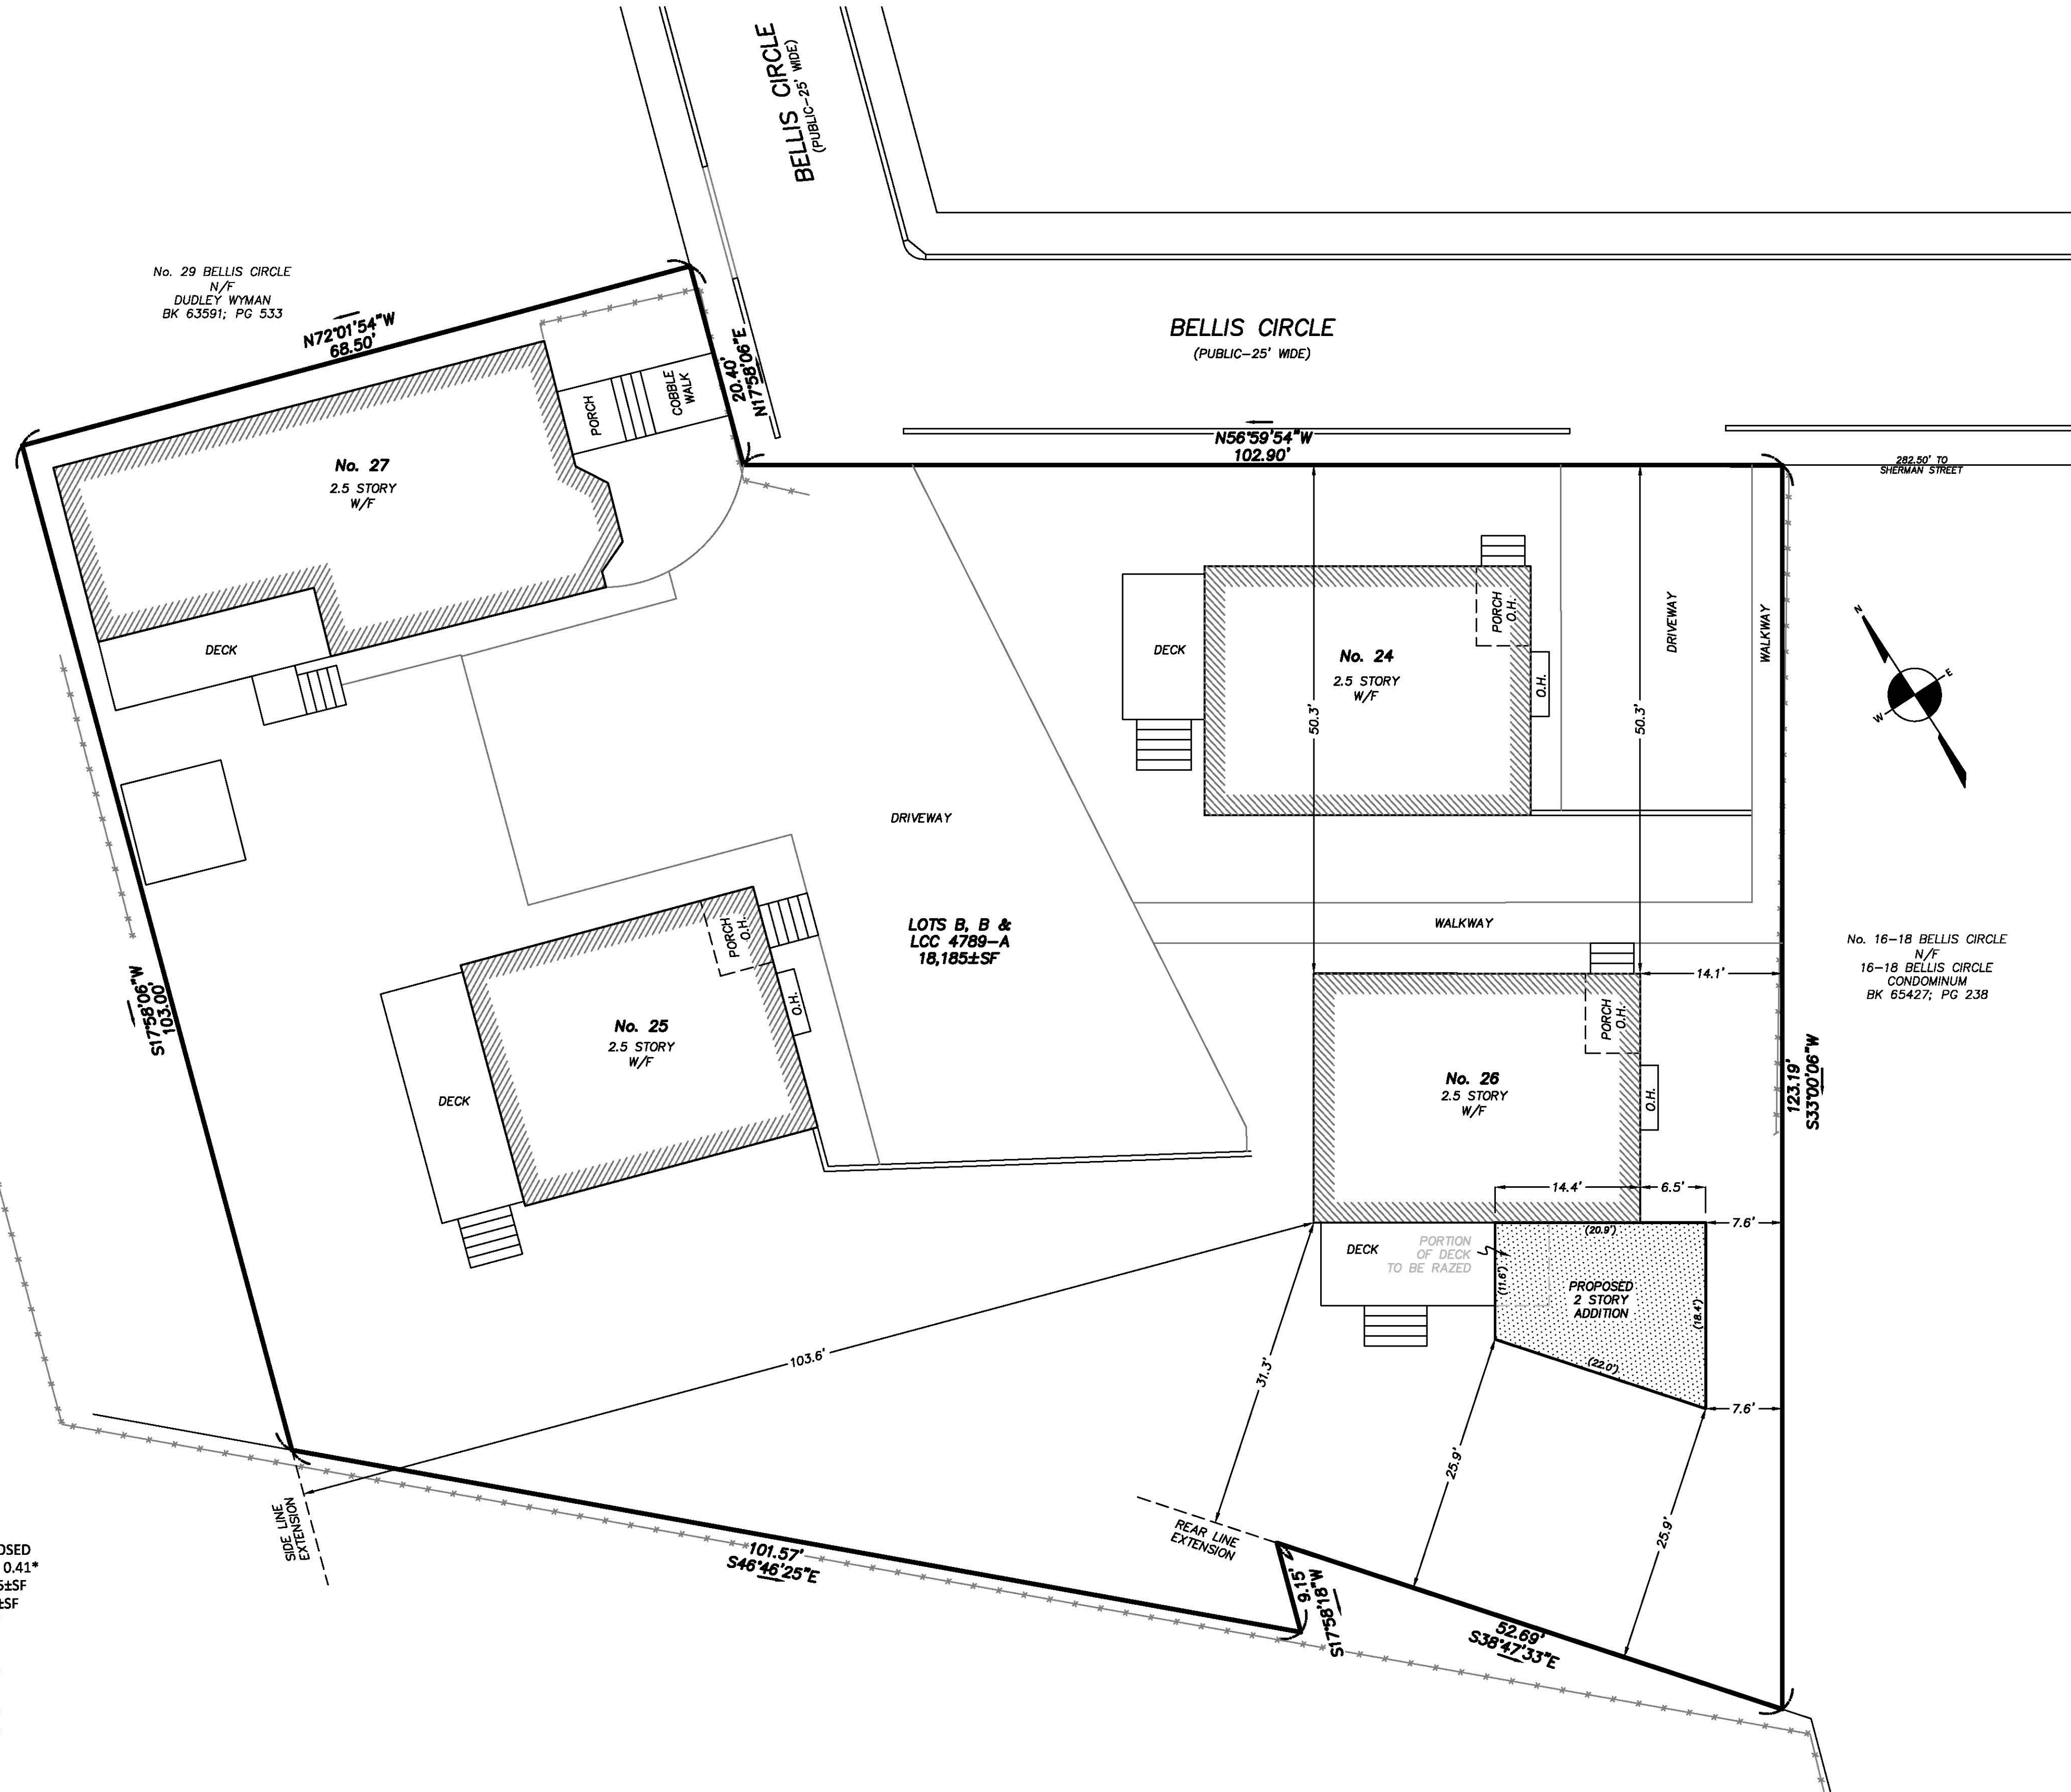 BELLIS CIRCLE
(PUBLIC-25' WIDE)
No. 29 BELLIS CIRCLE
N/F
DUDLEY WYMAN
BK 63591; PG 533
N72°01'54"W
68.50'
20.40'
N17°58'06"E
BELLIS CIRCLE
(PUBLIC-25' WIDE)
N56°59'54"W
102.90'
282.50' TO
SHERMAN STREET
No. 27
2.5 STORY
W/F
PORCH
COBBLE
WALK
DECK
No. 24
2.5 STORY
W/F
DECK
PORCH
O.H.
O.H.
50.3'
50.3'
DRIVEWAY
WALKWAY
N
E
W
DRIVEWAY
WALKWAY
LOTS B, B &
LCC 4789-A
18,185±SF
No. 16-18 BELLIS CIRCLE
N/F
16-18 BELLIS CIRCLE
CONDOMINUM
BK 65427; PG 238
S17°58'06"W
103.00'
No. 25
2.5 STORY
W/F
PORCH
O.H.
O.H.
DECK
14.1'
No. 26
2.5 STORY
W/F
PORCH
O.H.
O.H.
123.19'
S33°00'06"W
14.4'
6.5'
7.6'
(20.9')
DECK
PORTION
OF DECK
TO BE RAZED
(11.6')
PROPOSED
2 STORY
ADDITION
(18.4')
(22.0')
7.6'
103.6'
31.3'
25.9'
25.9'
SIDE LINE
EXTENSION
REAR LINE
EXTENSION
101.57'
S46°46'25"E
9.15'
S17°58'18"W
52.69'
S38°47'33"E
OSED
0.41*
5±SF
±SF